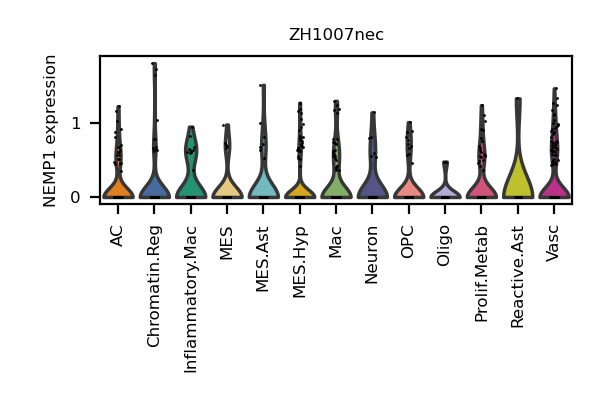 ZH1007nec
NEMP1 expression
1
0
AC
Chromatin.Reg
Inflammatory.Mac
MES
MES.Ast
MES.Hyp
Mac
Neuron
OPC
Oligo
Prolif.Metab
Reactive.Ast
Vasc